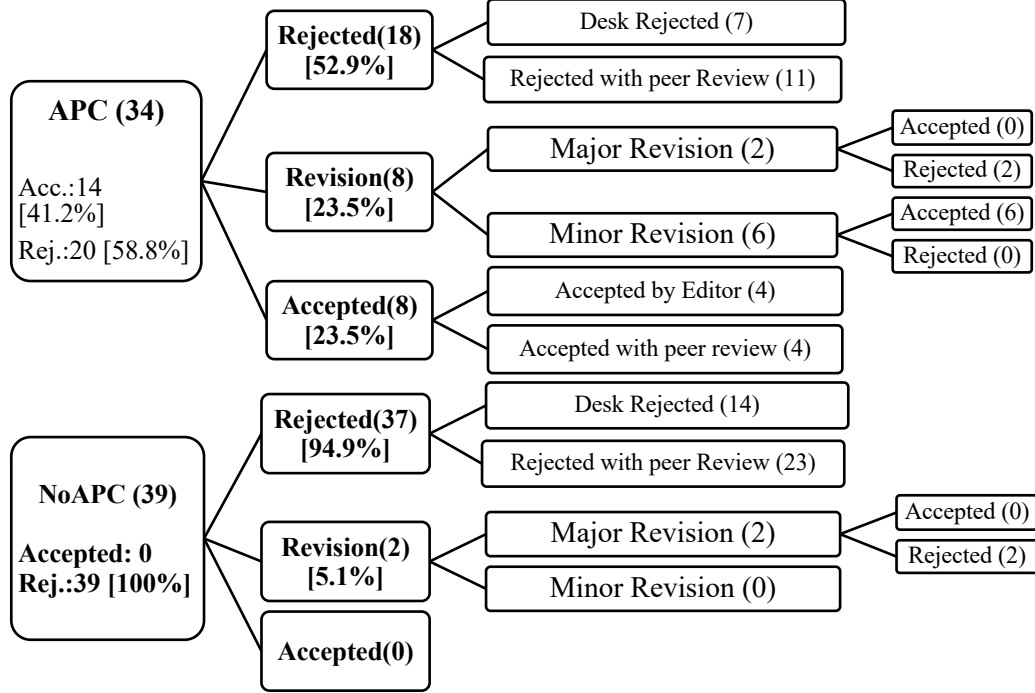 APC (34)
Acc.:14
[41.2%]
Rej.:20 [58.8%]
Rejected(18)
[52.9%]
Desk Rejected (7)
Rejected with peer Review (11)
Revision(8)
[23.5%]
Major Revision (2)
Accepted (0)
Rejected (2)
Minor Revision (6)
Accepted (6)
Rejected (0)
Accepted(8)
[23.5%]
Accepted by Editor (4)
Accepted with peer review (4)
NoAPC (39)
Accepted: 0
Rej.:39 [100%]
Rejected(37)
[94.9%]
Desk Rejected (14)
Rejected with peer Review (23)
Revision(2)
[5.1%]
Major Revision (2)
Accepted (0)
Rejected (2)
Minor Revision (0)
Accepted(0)